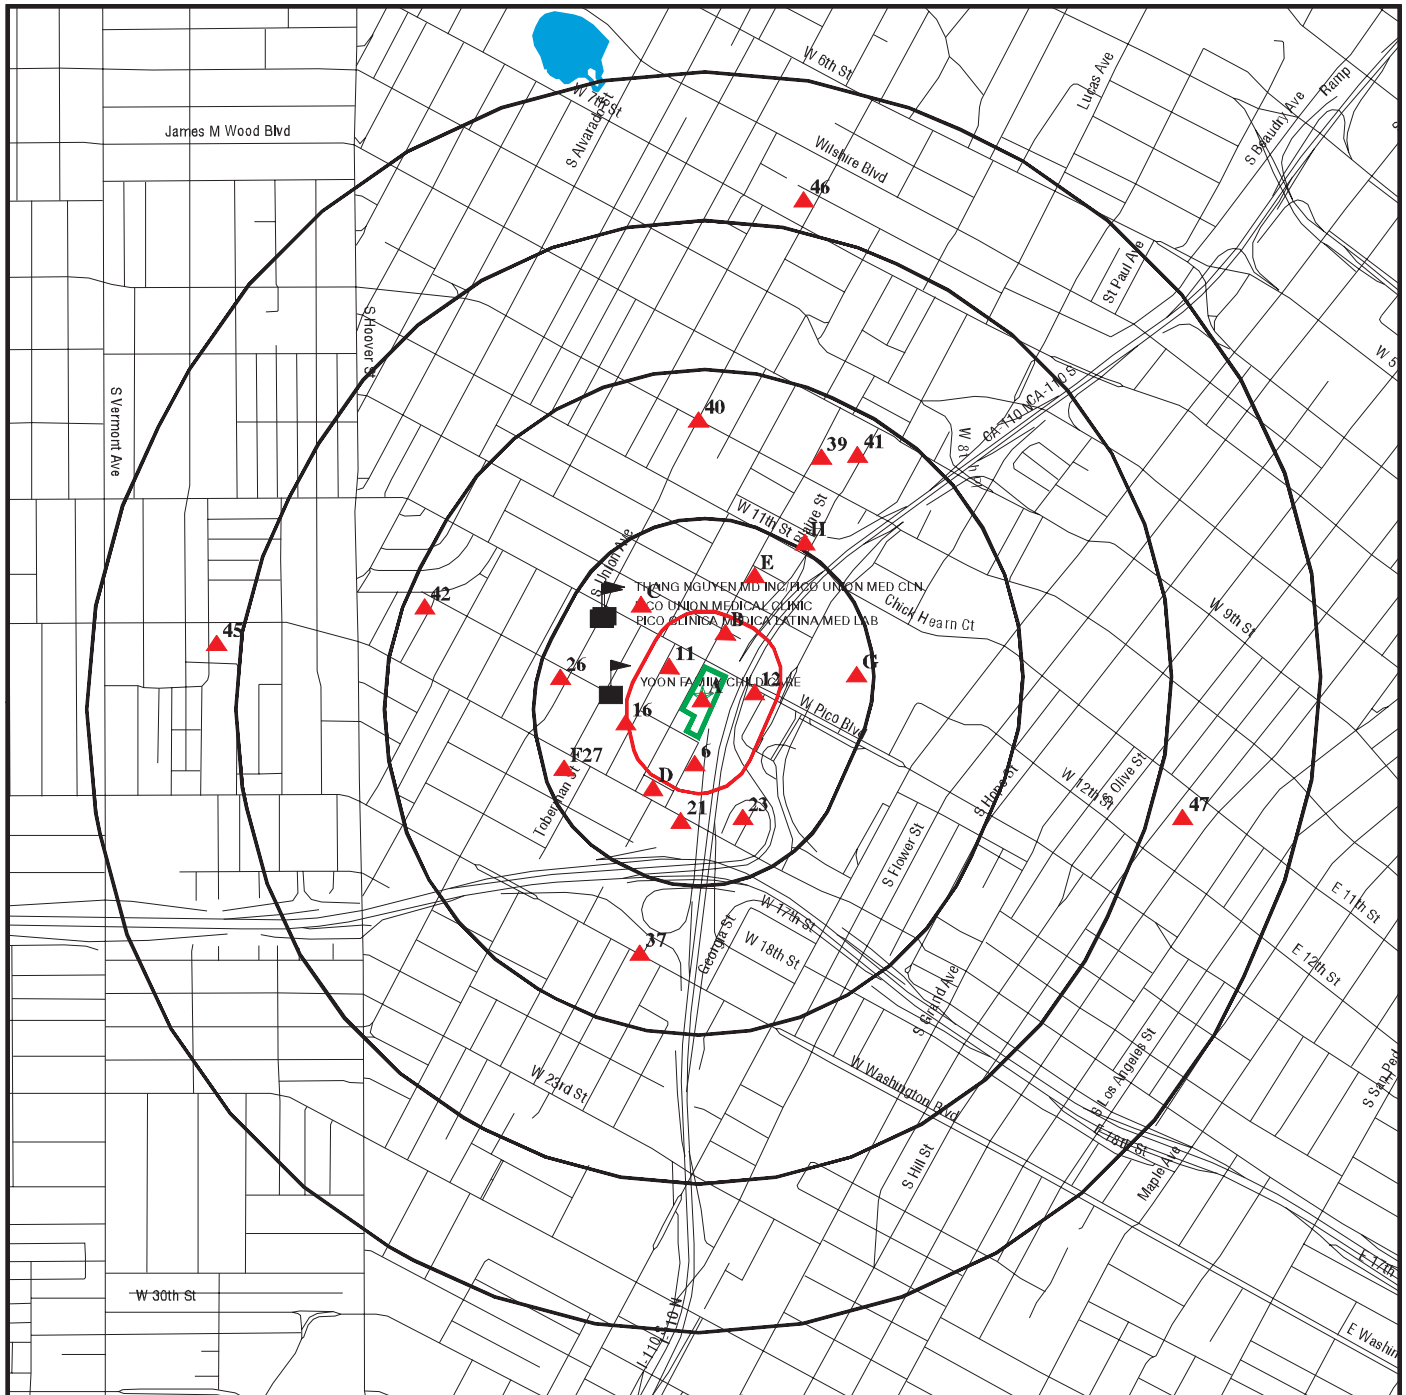 W 6th St
Lucas Ave
Ramp
W 7th St
S Alvarado St
S Beaudry Ave
James M Wood Blvd
Wilshire Blvd
46
St Paul Ave
S Hoover St
W 5
S Vermont Ave
CA-110 N
CA-110 S
40
39
41
W 8th Pl
W 11th St
Blaine St
H
S Union Ave
E
THANG NGUYEN MD INC/PICO UNION MED CLN
C
PICO UNION MEDICAL CLINIC
PICO CLINICA MEDICA LATINA/MED LAB
B
Chick Hearn Ct
W 9th St
42
45
11
26
G
YOON FAMILY CHILD CARE
A
12
W Pico Blvd
16
6
F27
D
W 12th St
S Olive St
S Hope St
21
23
47
Toberman St
S Flower St
E 11th St
W 17th St
Georgia St
W 18th St
37
E 12th St
S Grand Ave
W 23rd St
W Washington Blvd
S Los Angeles St
S San Ped
E 18th St
S Hill St
Maple Ave
E 17th
W 30th St
I-110 S
I-110 N
E Washin